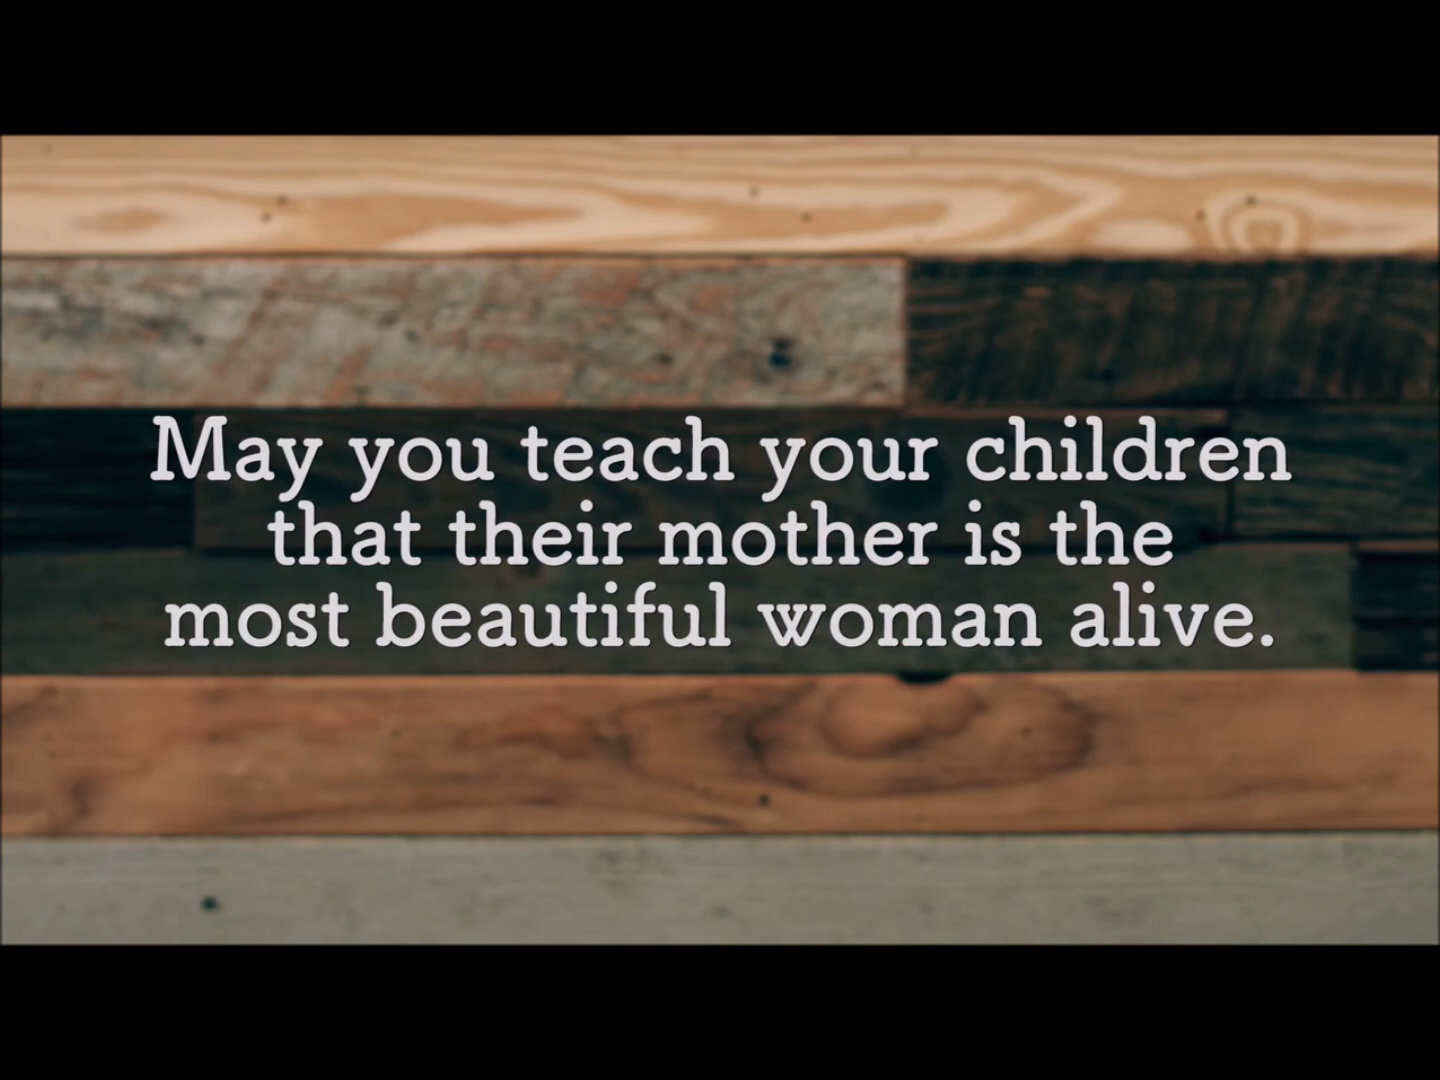 May you teach your children
that their mother is the
most beautiful woman alive.